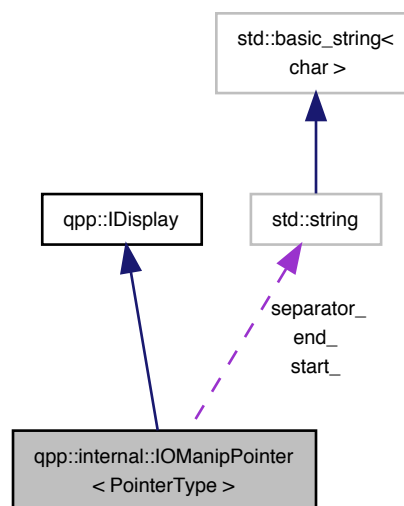 std::basic_string<
char >
qpp::IDisplay
std::string
separator_
end_
start_
qpp::internal::IOManipPointer
< PointerType >